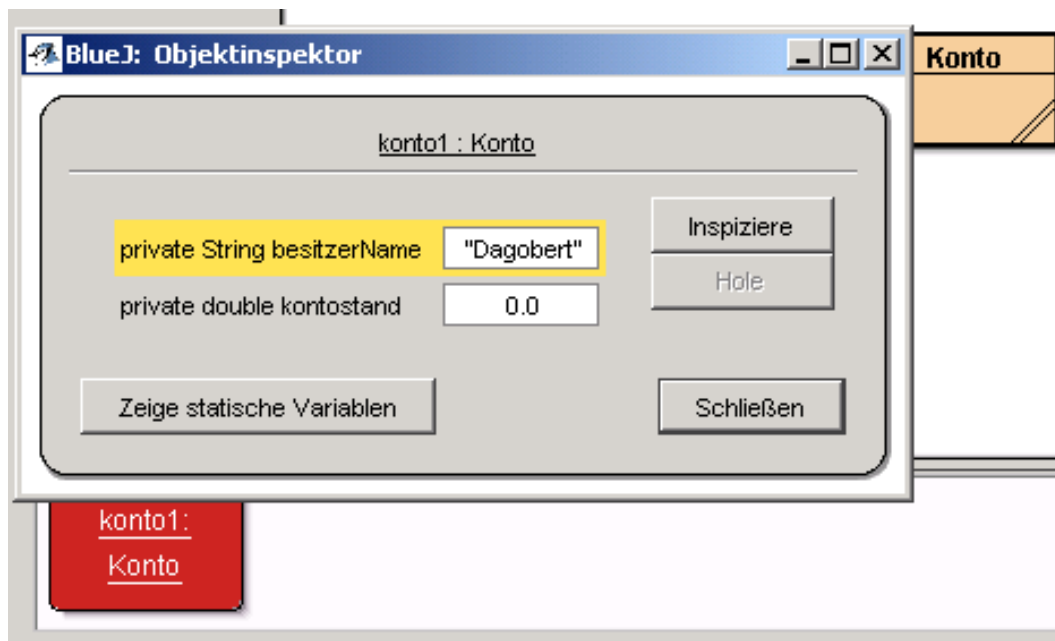 BlueJ: Objektinspektor
Konto
konto1 : Konto
private String besitzerName "Dagobert"
Inspiziere
private double kontostand 0.0
Hole
Zeige statische Variablen
Schließen
konto1:
Konto